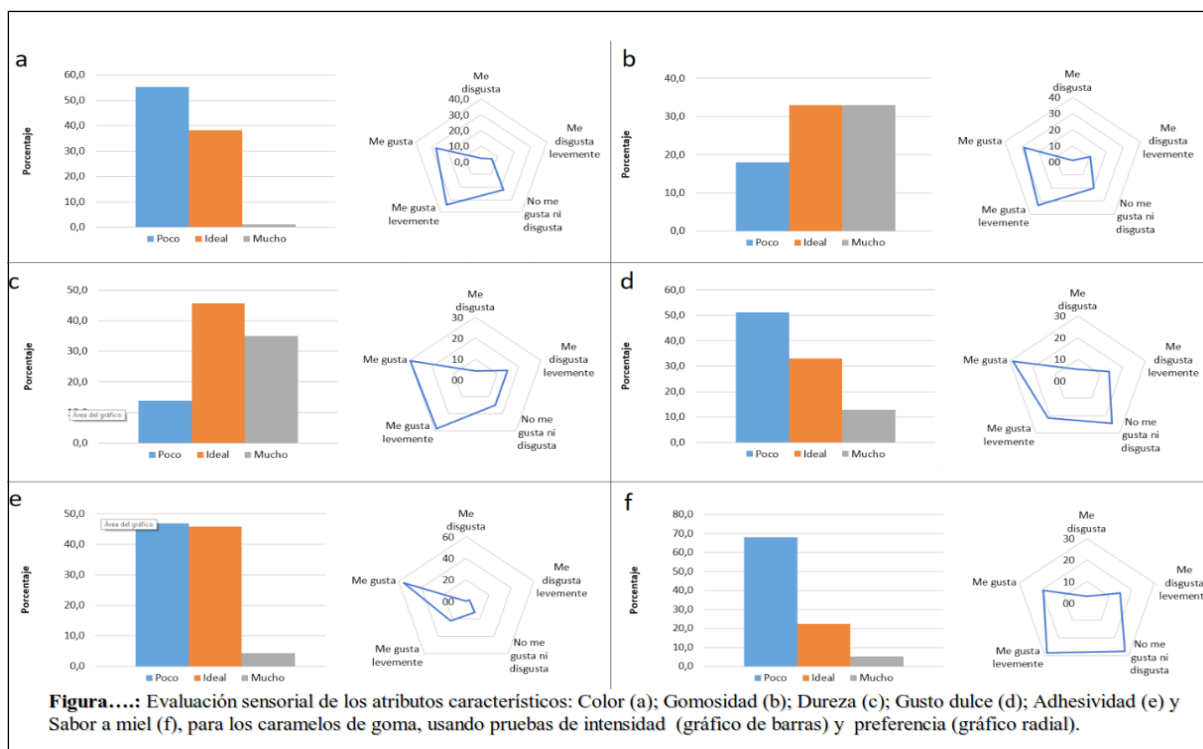 a
60,0
50,0
40,0
30,0
20,0
10,0
0,0
Porcentaje
Poco Ideal Mucho
Me
disgusta
40,0
30,0
20,0
10,0
0,0
Me
disgusta
levemente
No me
gusta ni
disgusta
Me gusta
levemente
Me gusta
b
40,0
30,0
20,0
10,0
0,0
Porcentaje
Poco Ideal Mucho
Me
disgusta
40
30
20
10
00
Me
disgusta
levemente
No me
gusta ni
disgusta
Me gusta
levemente
Me gusta
c
50,0
40,0
30,0
20,0
10,0
0,0
Área del gráfico
Porcentaje
Poco Ideal Mucho
Me
disgusta
30
20
10
00
Me
disgusta
levemente
No me
gusta ni
disgusta
Me gusta
levemente
Me gusta
d
60,0
50,0
40,0
30,0
20,0
10,0
0,0
Porcentaje
Poco Ideal Mucho
Me
disgusta
30
20
10
00
Me
disgusta
levemente
No me
gusta ni
disgusta
Me gusta
levemente
Me gusta
e
50,0
40,0
30,0
20,0
10,0
0,0
Área del gráfico
Porcentaje
Poco Ideal Mucho
Me
disgusta
60
40
20
00
Me
disgusta
levemente
No me
gusta ni
disgusta
Me gusta
levemente
Me gusta
f
80,0
70,0
60,0
50,0
40,0
30,0
20,0
10,0
0,0
Porcentaje
Poco Ideal Mucho
Me
disgusta
30
20
10
00
Me
disgusta
levemente
No me
gusta ni
disgusta
Me gusta
levemente
Me gusta
Figura….: Evaluación sensorial de los atributos característicos: Color (a); Gomosidad (b); Dureza (c); Gusto dulce (d); Adhesividad (e) y
Sabor a miel (f), para los caramelos de goma, usando pruebas de intensidad (gráfico de barras) y preferencia (gráfico radial).